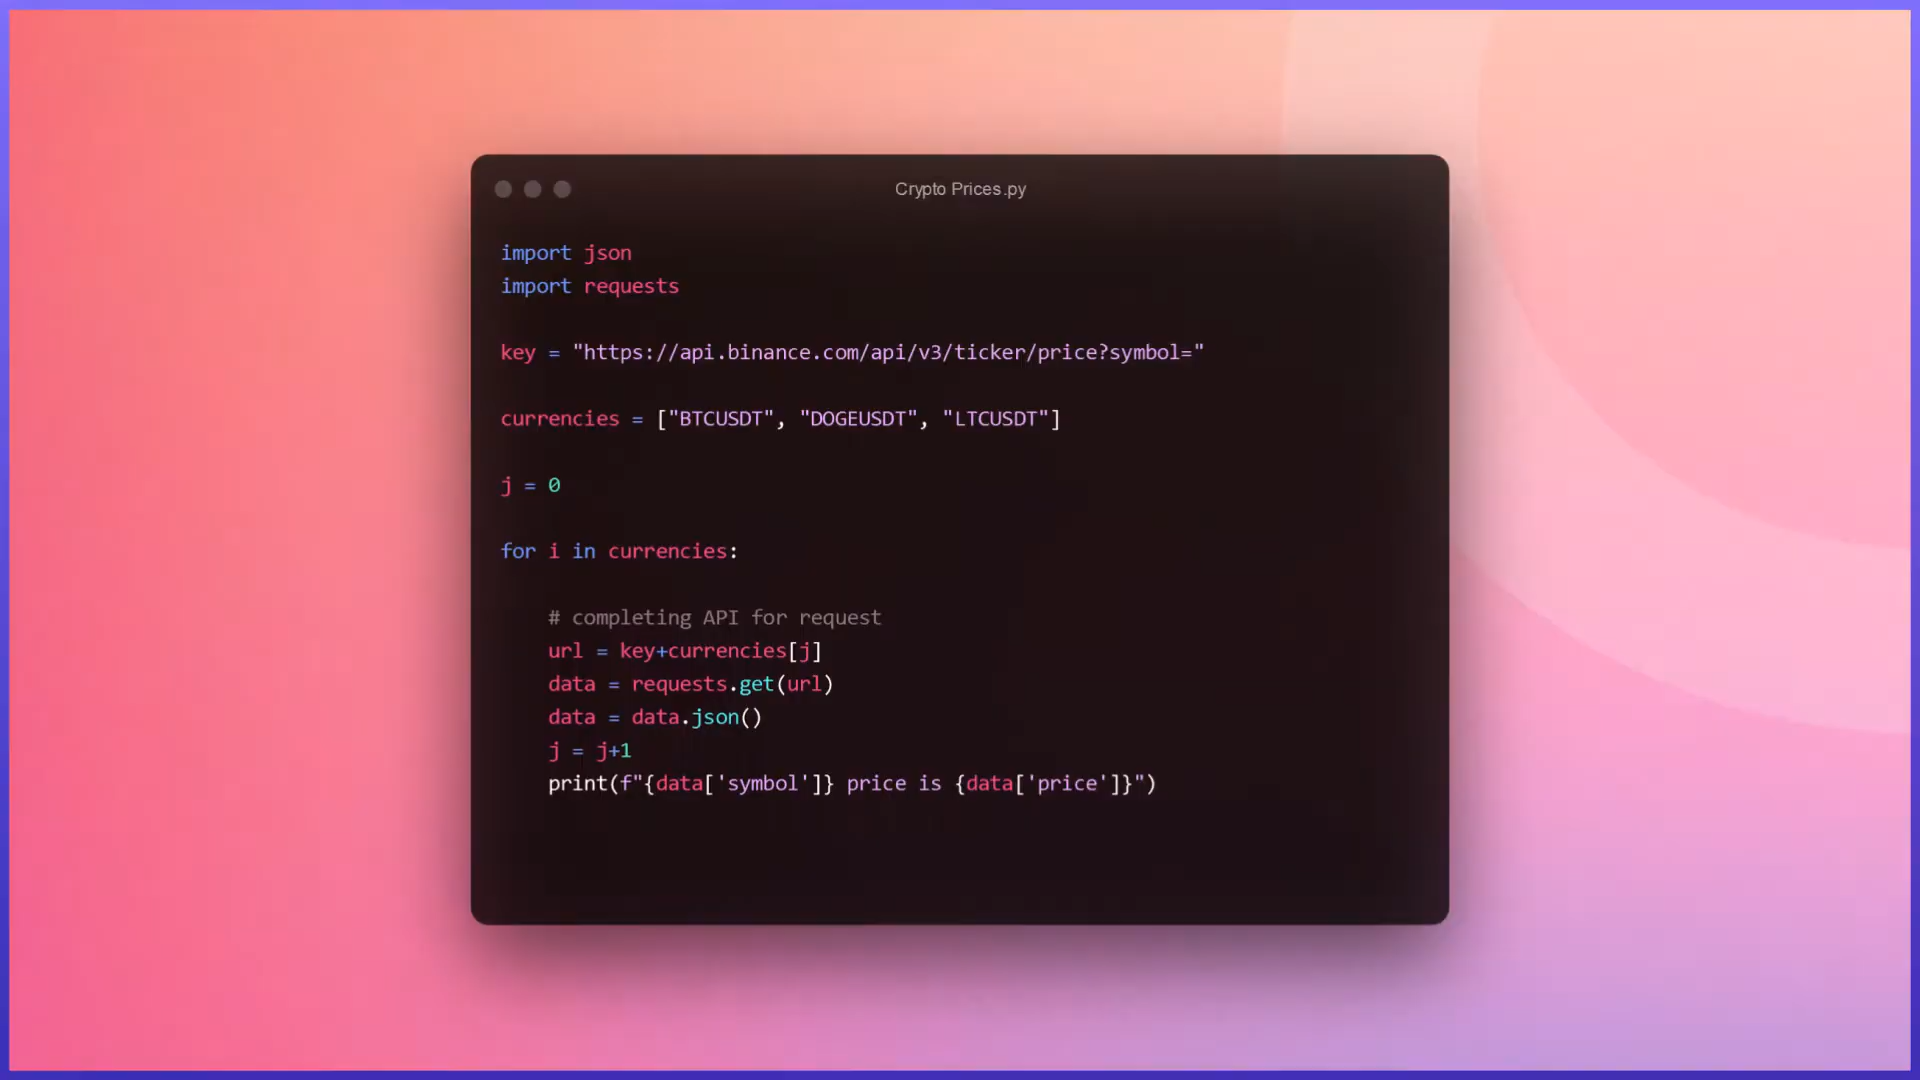 Crypto Prices.py
import json
import requests
key = "https://api.binance.com/api/v3/ticker/price?symbol="
currencies = ["BTCUSDT", "DOGEUSDT", "LTCUSDT"]
j = 0
for i in currencies:
    # completing API for request
    url = key+currencies[j]
    data = requests.get(url)
    data = data.json()
    j = j+1
    print(f"{data['symbol']} price is {data['price']}")